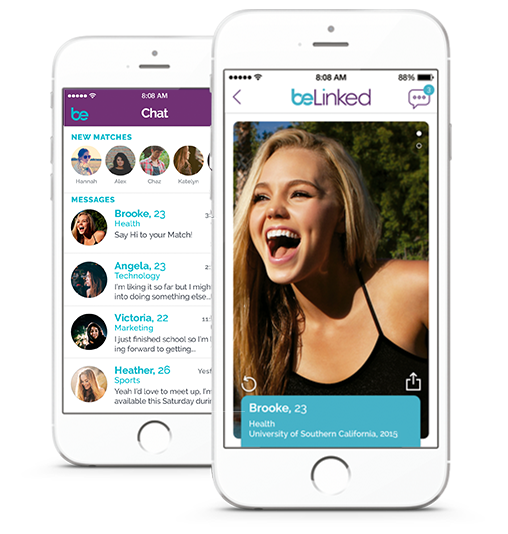 8:08 AM
be
Chat
NEW MATCHES
Hannah Alex Chaz Katelyn
MESSAGES
Brooke, 23
Health
Say Hi to your Match!
Angela, 23
Technology
I'm liking it so far but I might
into doing something else...
Victoria, 22
Marketing
I just finished school so I'm
ing forward to getting...
Heather, 26
Sports
Yeah I'd love to meet up, I'm
available this Saturday
8:08 AM 88%
beLinked
Brooke, 23
Health
University of Southern California, 2015